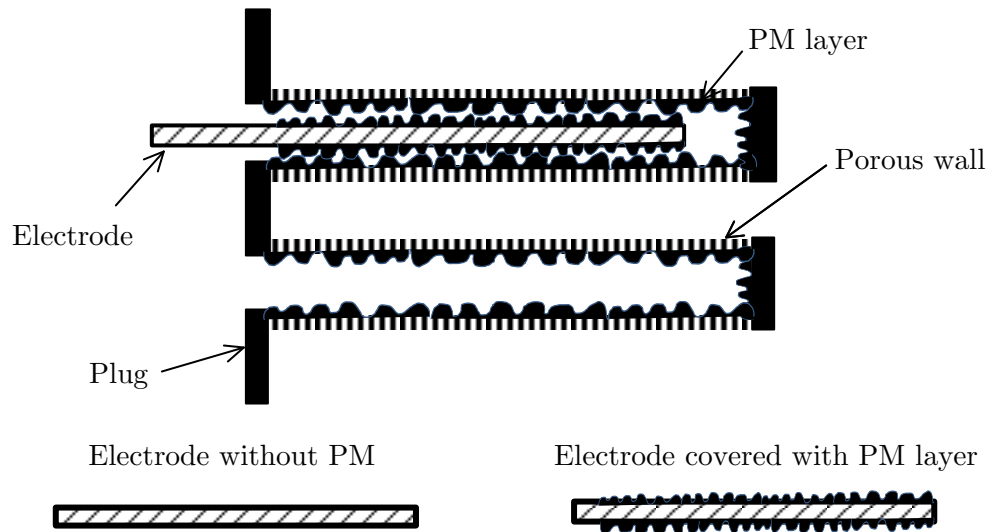 PM layer
Porous wall
Electrode
Plug
Electrode without PM
Electrode covered with PM layer